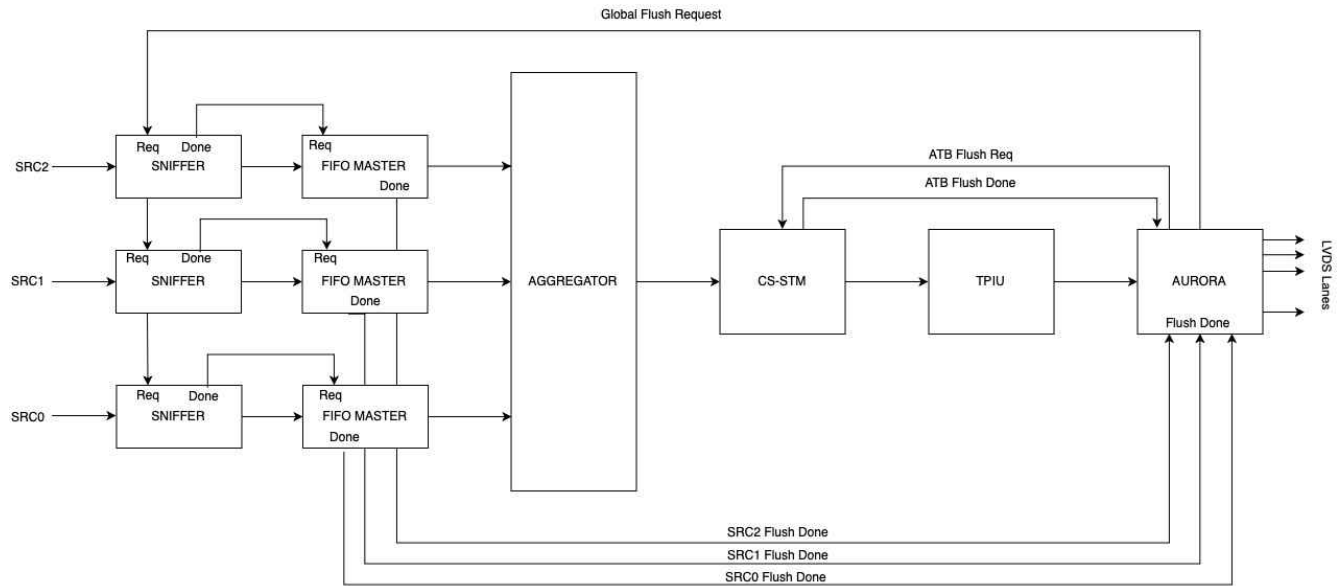 Global Flush Request
Req Done
SRC2
SNIFFER
Req
FIFO MASTER
Done
ATB Flush Req
ATB Flush Done
Req Done
SRC1
SNIFFER
Req
FIFO MASTER
Done
AGGREGATOR
CS-STM
TPIU
AURORA
Flush Done
LVDS Lanes
Req Done
SRC0
SNIFFER
Req
FIFO MASTER
Done
SRC2 Flush Done
SRC1 Flush Done
SRC0 Flush Done